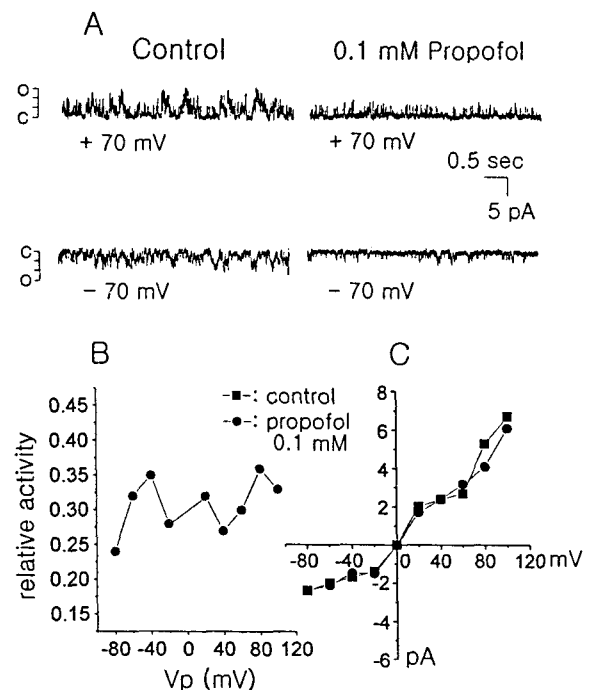 A
Control
0.1 mM Propofol
O
C
+ 70 mV
+ 70 mV
0.5 sec
5 pA
C
O
− 70 mV
− 70 mV
B
C
-■-: control
-●-: propofol
0.1 mM
relative activity
0.45
0.40
0.35
0.30
0.25
0.20
0.15
-80 -40 0 40 80 120
Vp (mV)
8
6
4
2
-80 -40 0 40 80 120 mV
-2
-4
-6
pA